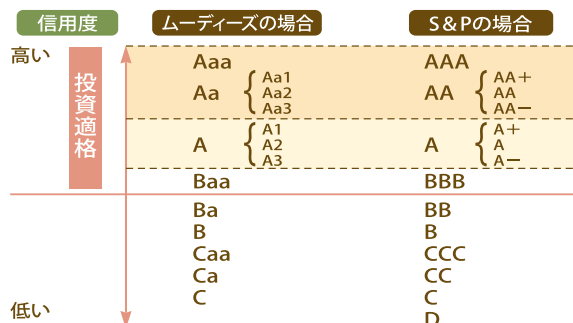 信用度 ムーディーズの場合 S&Pの場合
高い
投資適格
Aaa AAA
Aa Aa1 Aa2 Aa3 AA AA＋ AA AA－
A A1 A2 A3 A A＋ A A－
Baa BBB
Ba BB
B B
Caa CCC
Ca CC
C C
低い D